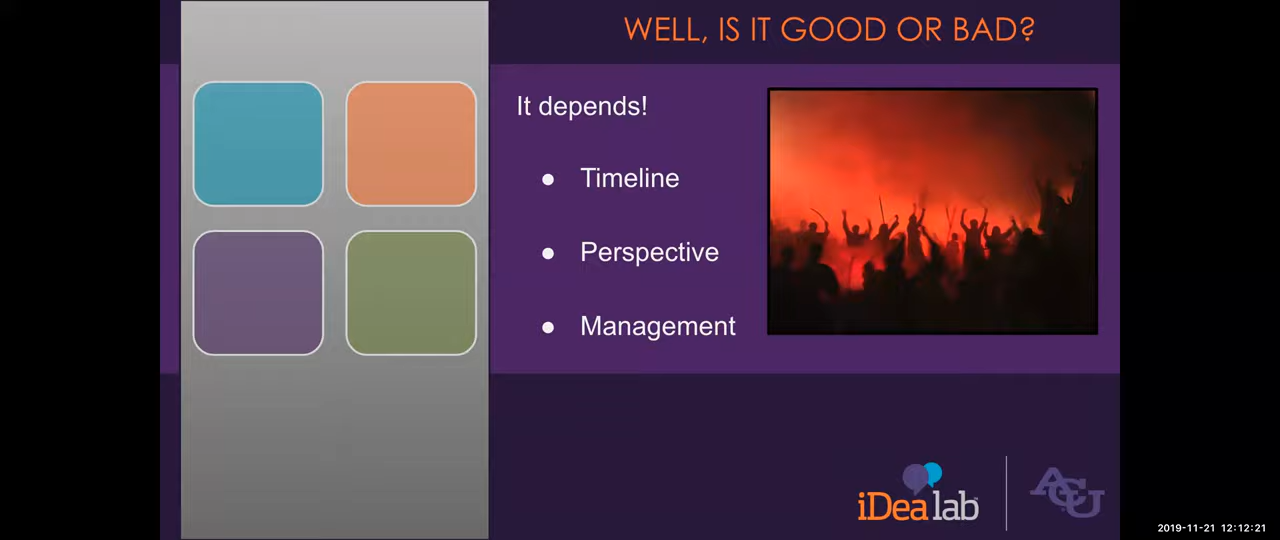 WELL, IS IT GOOD OR BAD?
It depends!
● Timeline
● Perspective
● Management
iDea lab
ACU
2019-11-21 12:12:21